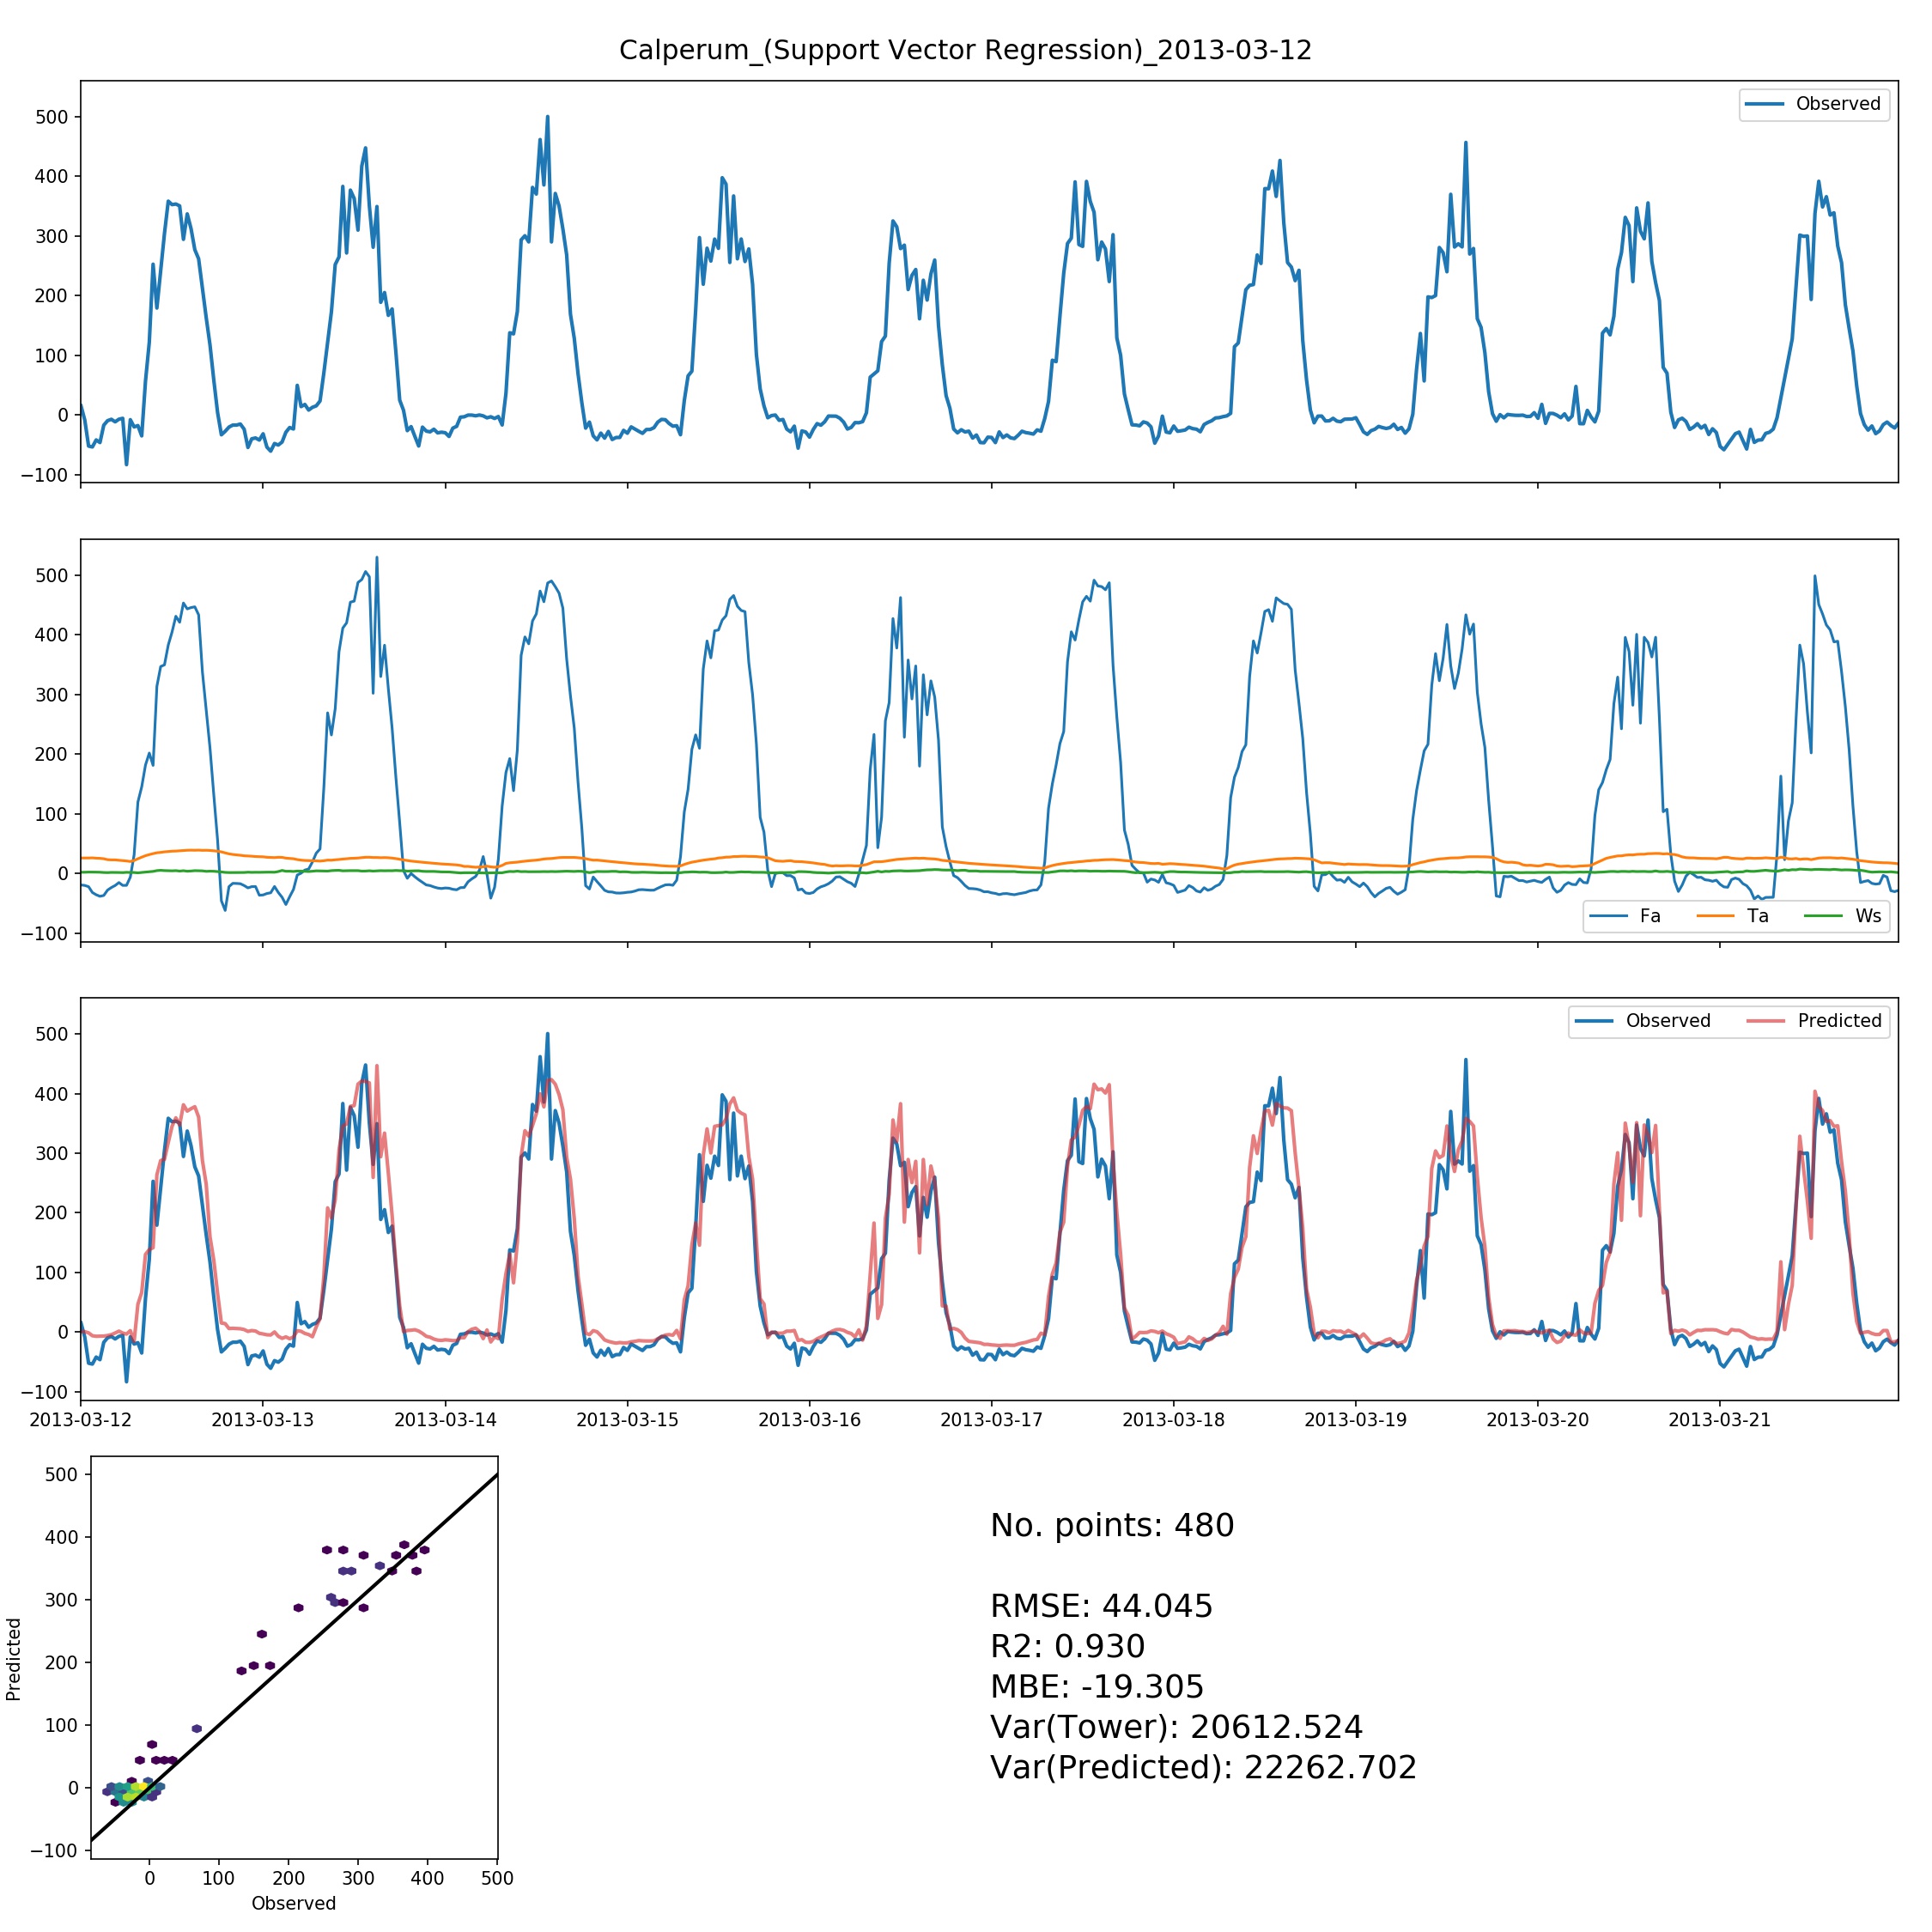 Calperum_(Support Vector Regression)_2013-03-12
500
400
300
200
100
0
−100
Observed
500
400
300
200
100
0
−100
Fa Ta Ws
500
400
300
200
100
0
−100
Observed Predicted
2013-03-12 2013-03-13 2013-03-14 2013-03-15 2013-03-16 2013-03-17 2013-03-18 2013-03-19 2013-03-20 2013-03-21
500
400
300
200
100
0
−100
Predicted
0 100 200 300 400 500
Observed
No. points: 480
RMSE: 44.045
R2: 0.930
MBE: -19.305
Var(Tower): 20612.524
Var(Predicted): 22262.702